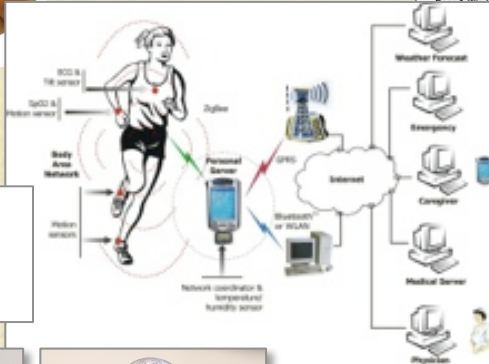 ECG &
Tilt sensor
SpO2 &
Motion sensor
Body
Area
Network
Motion
sensors
ZigBee
Personal
Server
GPRS
Bluetooth
or WLAN
Network coordinator &
temperature/
humidity sensor
Internet
Weather Forecast
Emergency
Caregiver
Medical Server
Physician